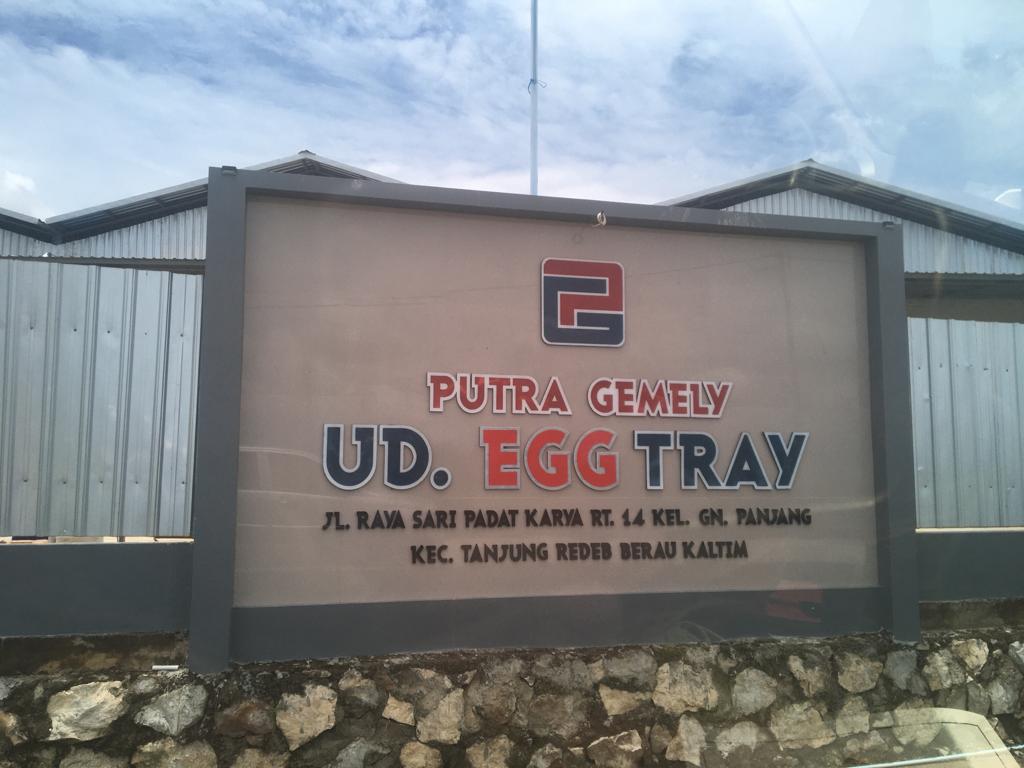 PUTRA GEMELY
UD. EGG TRAY
JL. RAYA SARI PADAT KARYA RT. 14 KEL. GN. PANJANG
KEC. TANJUNG REDEB BERAU KALTIM